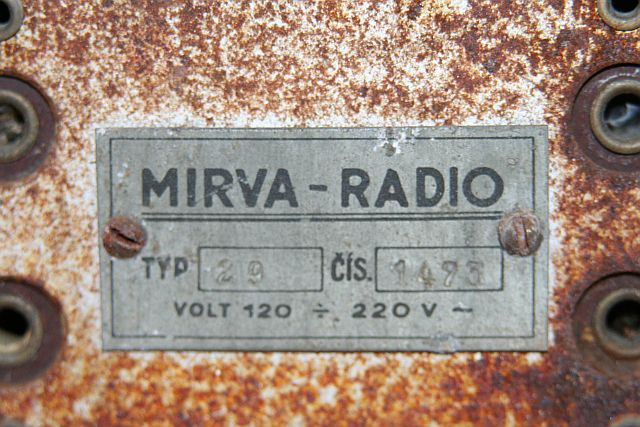 MIRVA - RADIO
TYP 29 ČÍS. 1473
VOLT 120 ÷ 220 V ~